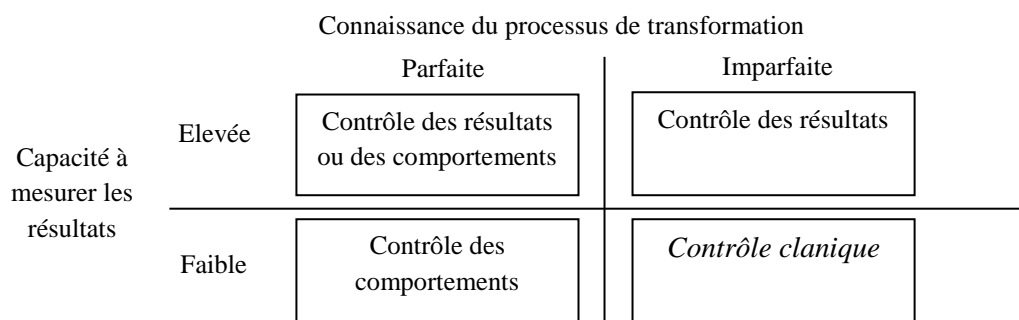 Connaissance du processus de transformation
Parfaite
Imparfaite
Capacité à
mesurer les
résultats
Elevée
Contrôle des résultats
ou des comportements
Contrôle des résultats
Faible
Contrôle des
comportements
Contrôle clanique